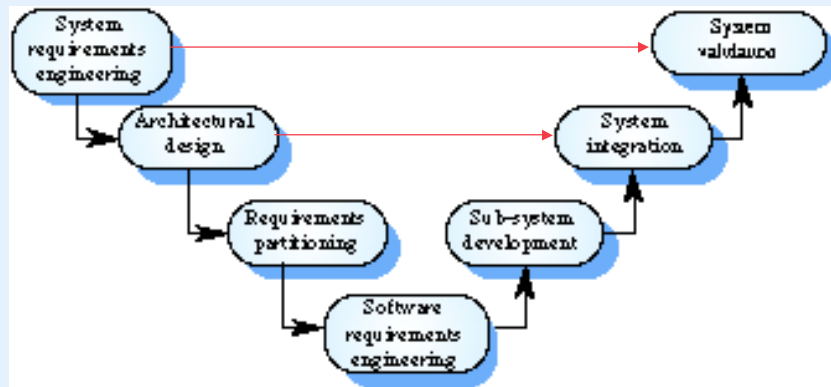 System
requirements
engineering
System
validation
Architectural
design
System
integration
Requirements
partitioning
Sub-system
development
Software
requirements
engineering